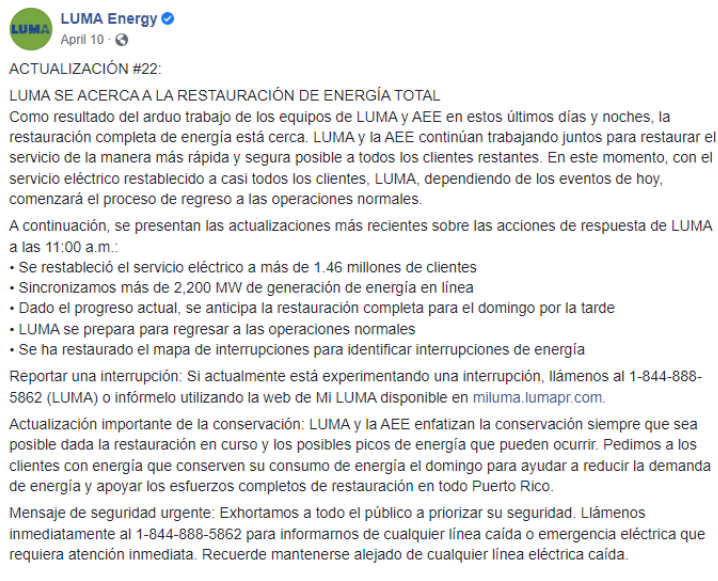 LUMA
LUMA Energy
April 10 ·
ACTUALIZACIÓN #22:
LUMA SE ACERCA A LA RESTAURACIÓN DE ENERGÍA TOTAL
Como resultado del arduo trabajo de los equipos de LUMA y AEE en estos últimos días y noches, la
restauración completa de energía está cerca. LUMA y la AEE continúan trabajando juntos para restaurar el
servicio de la manera más rápida y segura posible a todos los clientes restantes. En este momento, con el
servicio eléctrico restablecido a casi todos los clientes, LUMA, dependiendo de los eventos de hoy,
comenzará el proceso de regreso a las operaciones normales.
A continuación, se presentan las actualizaciones más recientes sobre las acciones de respuesta de LUMA
a las 11:00 a.m.:
• Se restableció el servicio eléctrico a más de 1.46 millones de clientes
• Sincronizamos más de 2,200 MW de generación de energía en línea
• Dado el progreso actual, se anticipa la restauración completa para el domingo por la tarde
• LUMA se prepara para regresar a las operaciones normales
• Se ha restaurado el mapa de interrupciones para identificar interrupciones de energía
Reportar una interrupción: Si actualmente está experimentando una interrupción, llámenos al 1-844-888-
5862 (LUMA) o infórmelo utilizando la web de Mi LUMA disponible en miluma.lumapr.com.
Actualización importante de la conservación: LUMA y la AEE enfatizan la conservación siempre que sea
posible dada la restauración en curso y los posibles picos de energía que pueden ocurrir. Pedimos a los
clientes con energía que conserven su consumo de energía el domingo para ayudar a reducir la demanda
de energía y apoyar los esfuerzos completos de restauración en todo Puerto Rico.
Mensaje de seguridad urgente: Exhortamos a todo el público a priorizar su seguridad. Llámenos
inmediatamente al 1-844-888-5862 para informarnos de cualquier línea caída o emergencia eléctrica que
requiera atención inmediata. Recuerde mantenerse alejado de cualquier línea eléctrica caída.